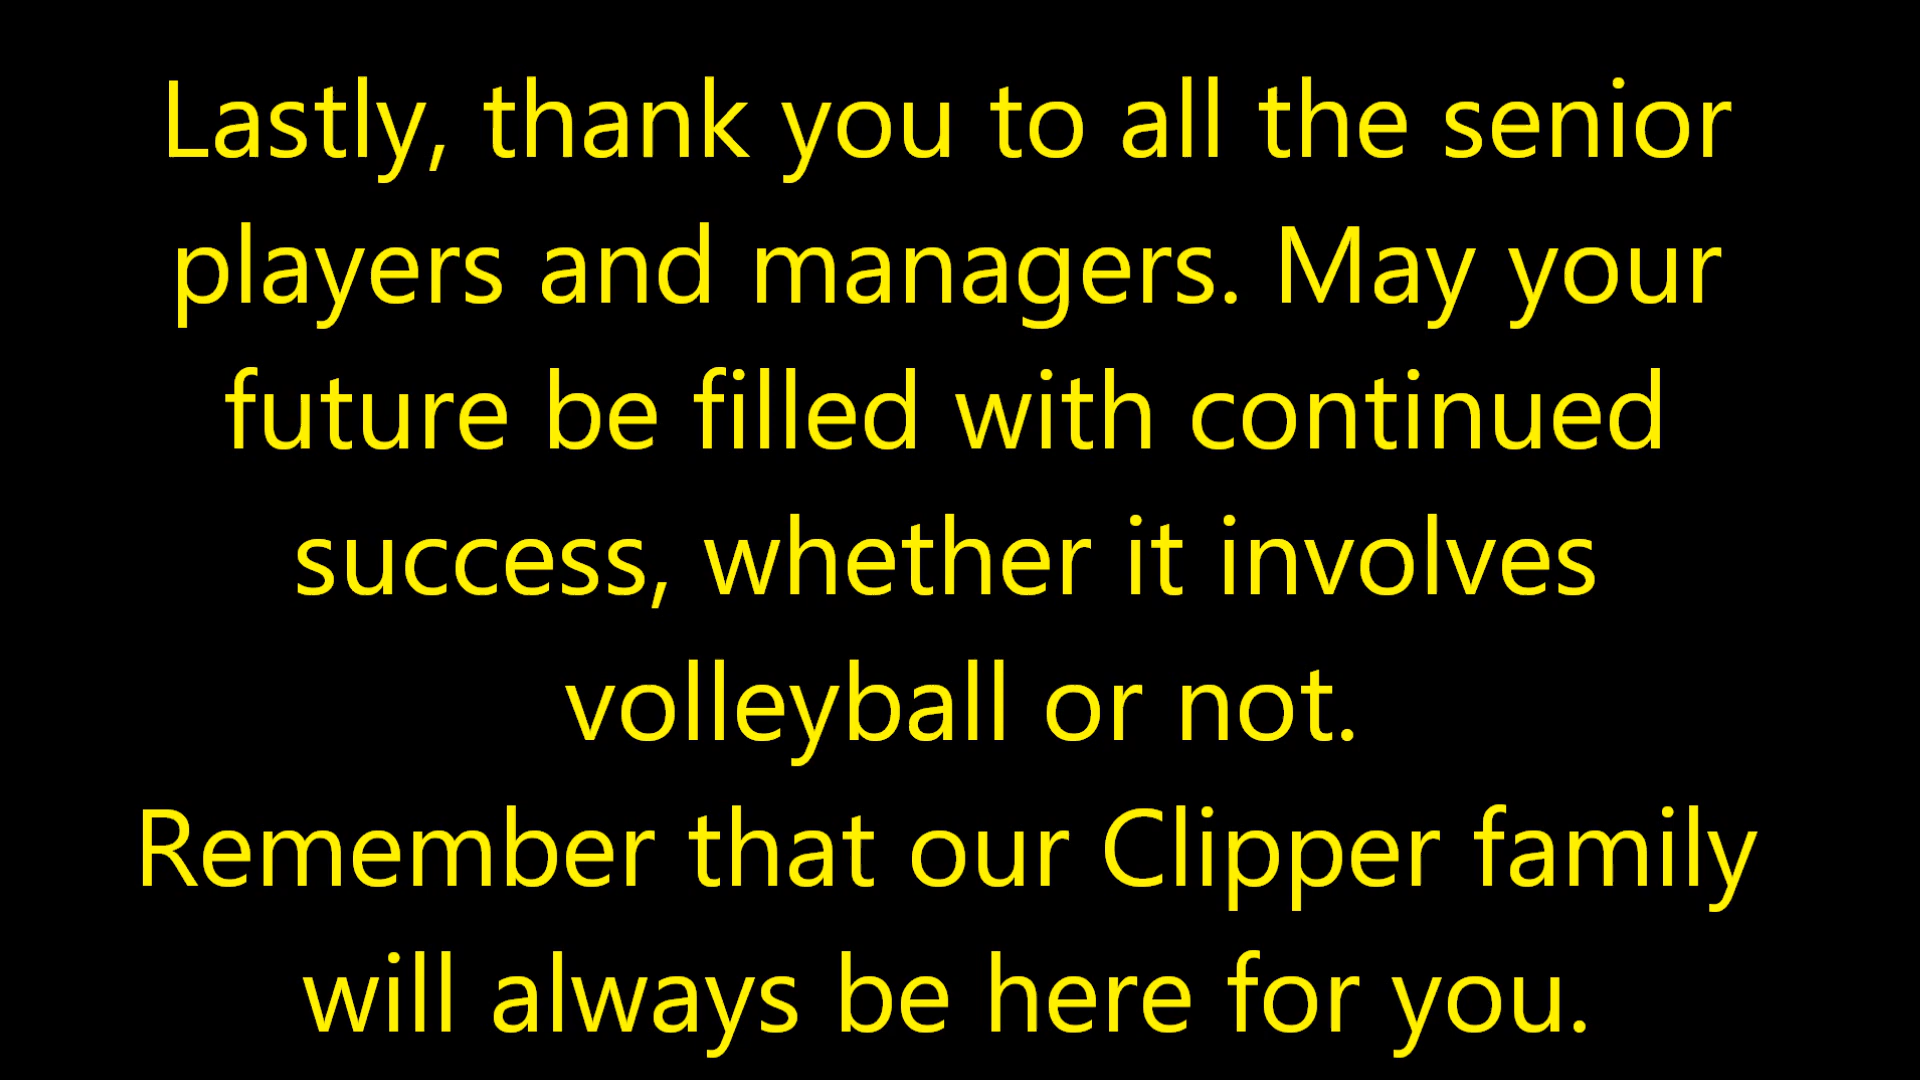 Lastly, thank you to all the senior
players and managers. May your
future be filled with continued
success, whether it involves
volleyball or not.
Remember that our Clipper family
will always be here for you.